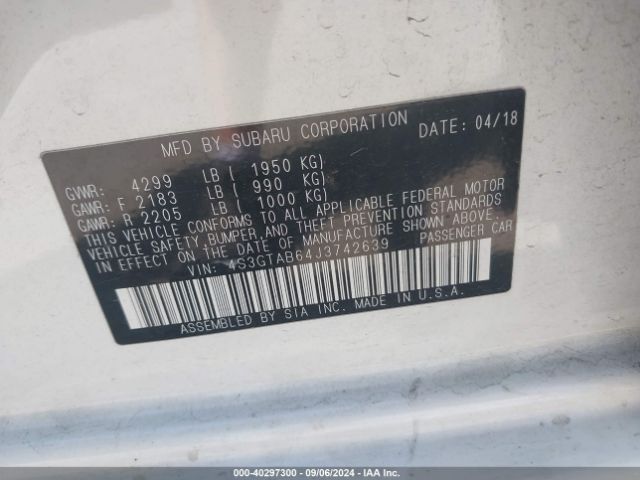 MFD BY SUBARU CORPORATION DATE: 04/18
GVWR: 4299 LB ( 1950 KG)
GAWR: F 2183 LB ( 990 KG)
GAWR: R 2205 LB ( 1000 KG)
THIS VEHICLE CONFORMS TO ALL APPLICABLE FEDERAL MOTOR
VEHICLE SAFETY, BUMPER, AND THEFT PREVENTION STANDARDS
IN EFFECT ON THE DATE OF MANUFACTURE SHOWN ABOVE.
VIN: 4S3GTAB64J3742639 PASSENGER CAR
ASSEMBLED BY SIA INC. MADE IN U.S.A.
000-40297300 - 09/06/2024 - IAA Inc.